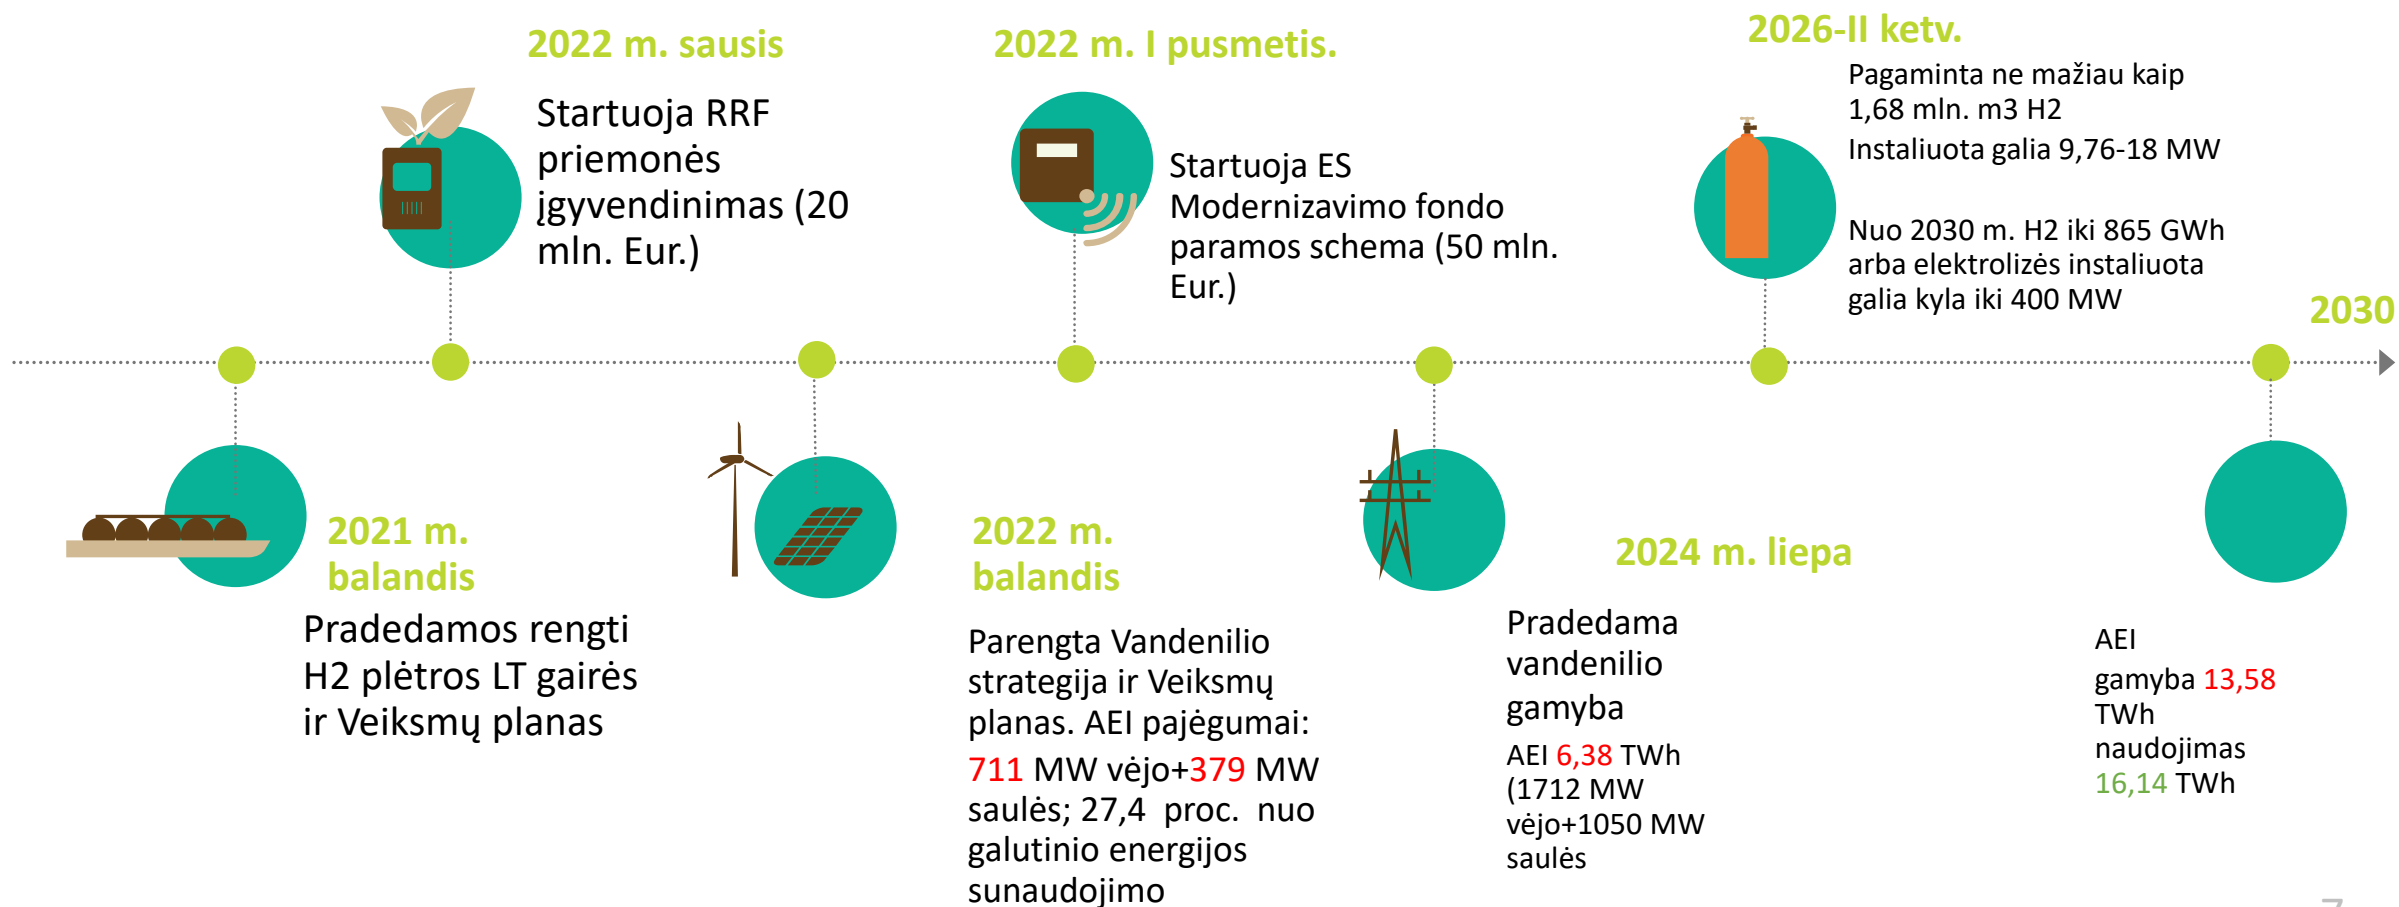 2022 m. sausis
Startuoja RRF
priemonės
įgyvendinimas (20
mln. Eur.)
2022 m. I pusmetis.
Startuoja ES
Modernizavimo fondo
paramos schema (50 mln.
Eur.)
2026-II ketv.
Pagaminta ne mažiau kaip
1,68 mln. m3 H2
Instaliuota galia 9,76-18 MW
Nuo 2030 m. H2 iki 865 GWh
arba elektrolizės instaliuota
galia kyla iki 400 MW
2030
2021 m.
balandis
Pradedamos rengti
H2 plėtros LT gairės
ir Veiksmų planas
2022 m.
balandis
Parengta Vandenilio
strategija ir Veiksmų
planas. AEI pajėgumai:
711 MW vėjo+379 MW
saulės; 27,4 proc. nuo
galutinio energijos
sunaudojimo
2024 m. liepa
Pradedama
vandenilio
gamyba
AEI 6,38 TWh
(1712 MW
vėjo+1050 MW
saulės
AEI
gamyba 13,58
TWh
naudojimas
16,14 TWh
7